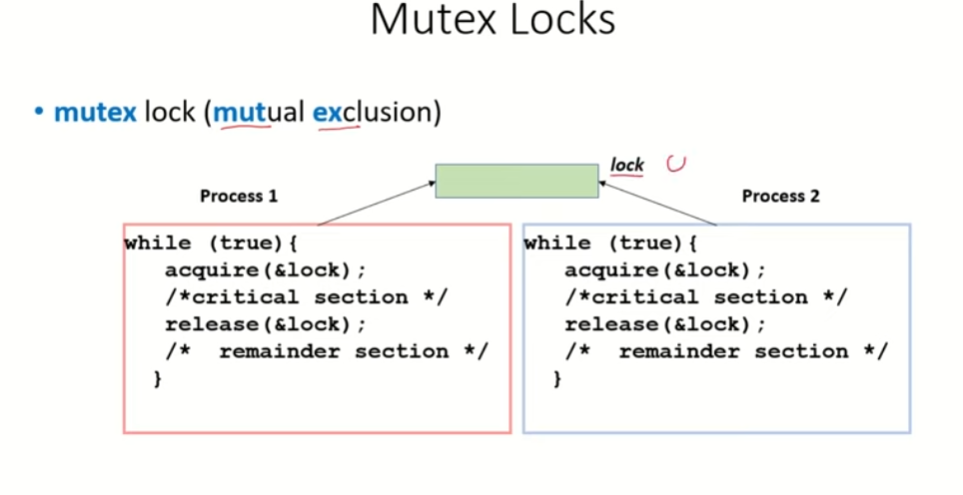 Mutex Locks
• mutex lock (mutual exclusion)
lock
Process 1
Process 2
while (true){
acquire(&lock);
/*critical section */
release(&lock);
/* remainder section */
}
while (true){
acquire(&lock);
/*critical section */
release(&lock);
/* remainder section */
}